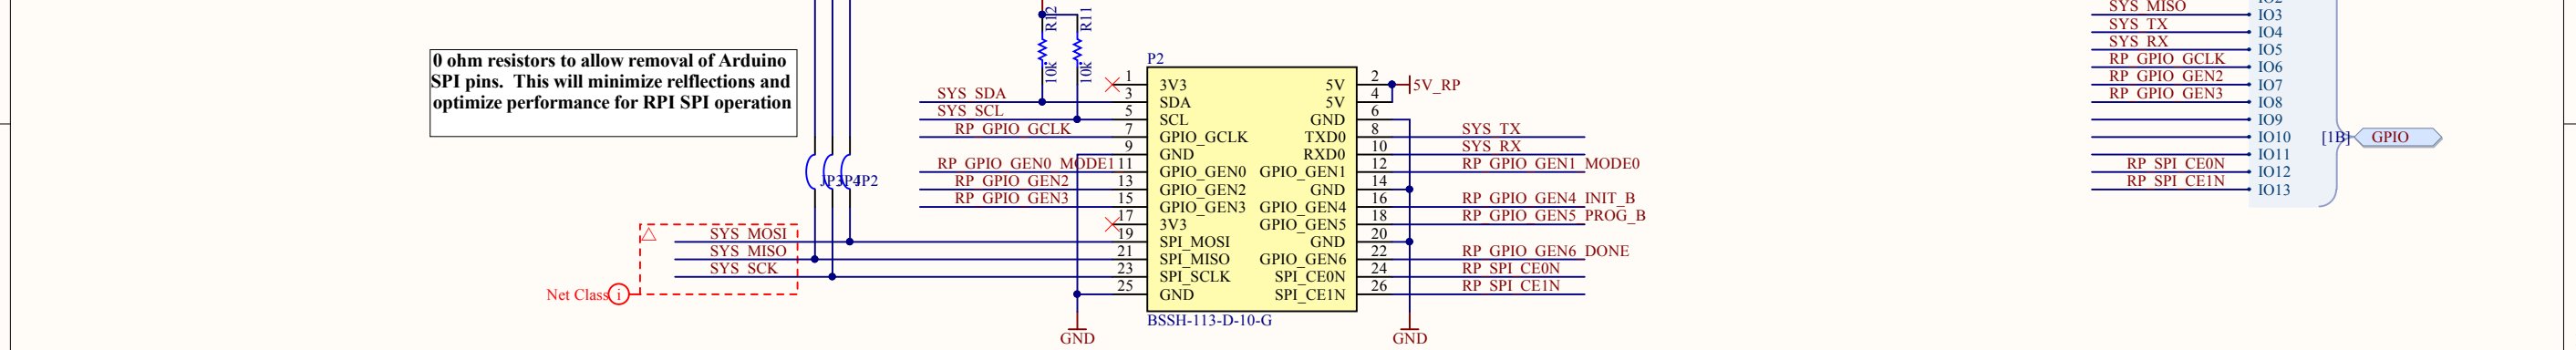 0 ohm resistors to allow removal of Arduino
SPI pins.  This will minimize relflections and
optimize performance for RPI SPI operation
R12
R11
10k
10k
P2
1
3V3
5V
2
5V_RP
SYS_SDA
3
SDA
5V
4
SYS_SCL
5
SCL
GND
6
RP_GPIO_GCLK
7
GPIO_GCLK
TXD0
8
SYS_TX
9
GND
RXD0
10
SYS_RX
RP_GPIO_GEN0_MODE1
11
GPIO_GEN0
GPIO_GEN1
12
RP_GPIO_GEN1_MODE0
RP_GPIO_GEN2
13
GPIO_GEN2
GND
14
RP_GPIO_GEN3
15
GPIO_GEN3
GPIO_GEN4
16
RP_GPIO_GEN4_INIT_B
17
3V3
GPIO_GEN5
18
RP_GPIO_GEN5_PROG_B
SYS_MOSI
19
SPI_MOSI
GND
20
SYS_MISO
21
SPI_MISO
GPIO_GEN6
22
RP_GPIO_GEN6_DONE
SYS_SCK
23
SPI_SCLK
SPI_CE0N
24
RP_SPI_CE0N
25
GND
SPI_CE1N
26
RP_SPI_CE1N
BSSH-113-D-10-G
GND
GND
JP3
JP4
JP2
Net Class
i
SYS_MISO
IO3
SYS_TX
IO4
SYS_RX
IO5
RP_GPIO_GCLK
IO6
RP_GPIO_GEN2
IO7
RP_GPIO_GEN3
IO8
IO9
IO10
IO11
RP_SPI_CE0N
IO12
RP_SPI_CE1N
IO13
[1B]
GPIO